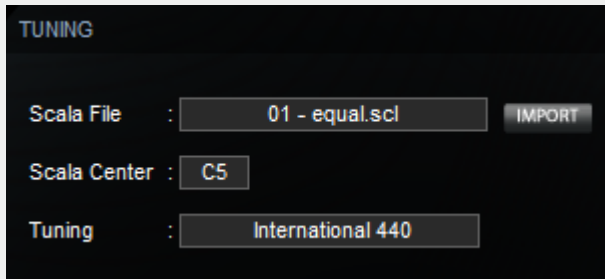 TUNING
Scala File : 01 - equal.scl IMPORT
Scala Center : C5
Tuning : International 440